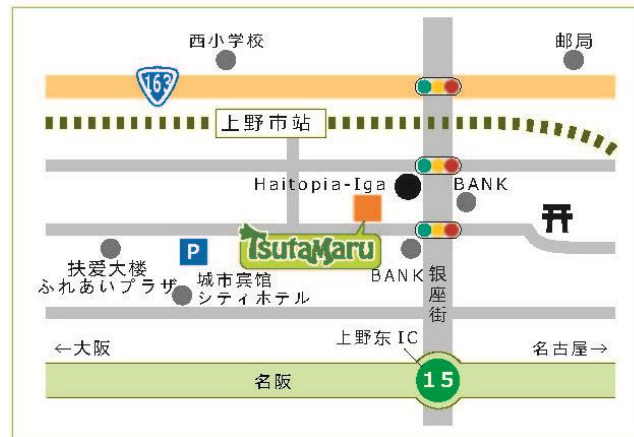 西小学校
邮局
163
上野市站
Haitopia-Iga
BANK
P
TsutaMaru
扶爱大楼
ふれあいプラザ
城市宾馆
シティホテル
BANK
银座街
上野东 IC
←大阪
名古屋→
名阪
15